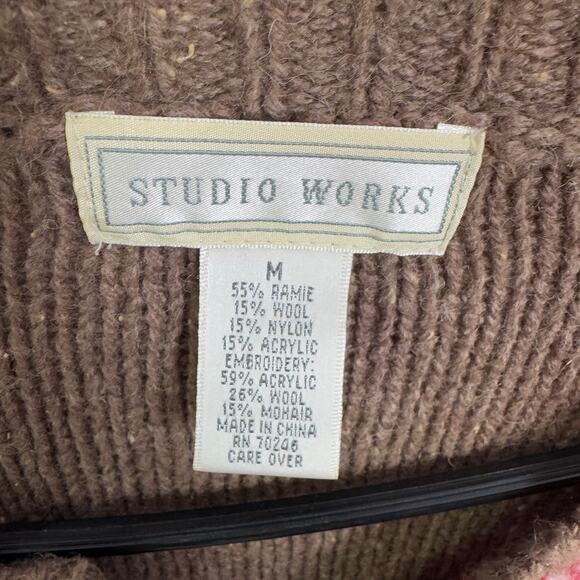 STUDIO WORKS
M
55% RAMIE
15% WOOL
15% NYLON
15% ACRYLIC
EMBROIDERY:
59% ACRYLIC
26% WOOL
15% MOHAIR
MADE IN CHINA
RN 70246
CARE OVER